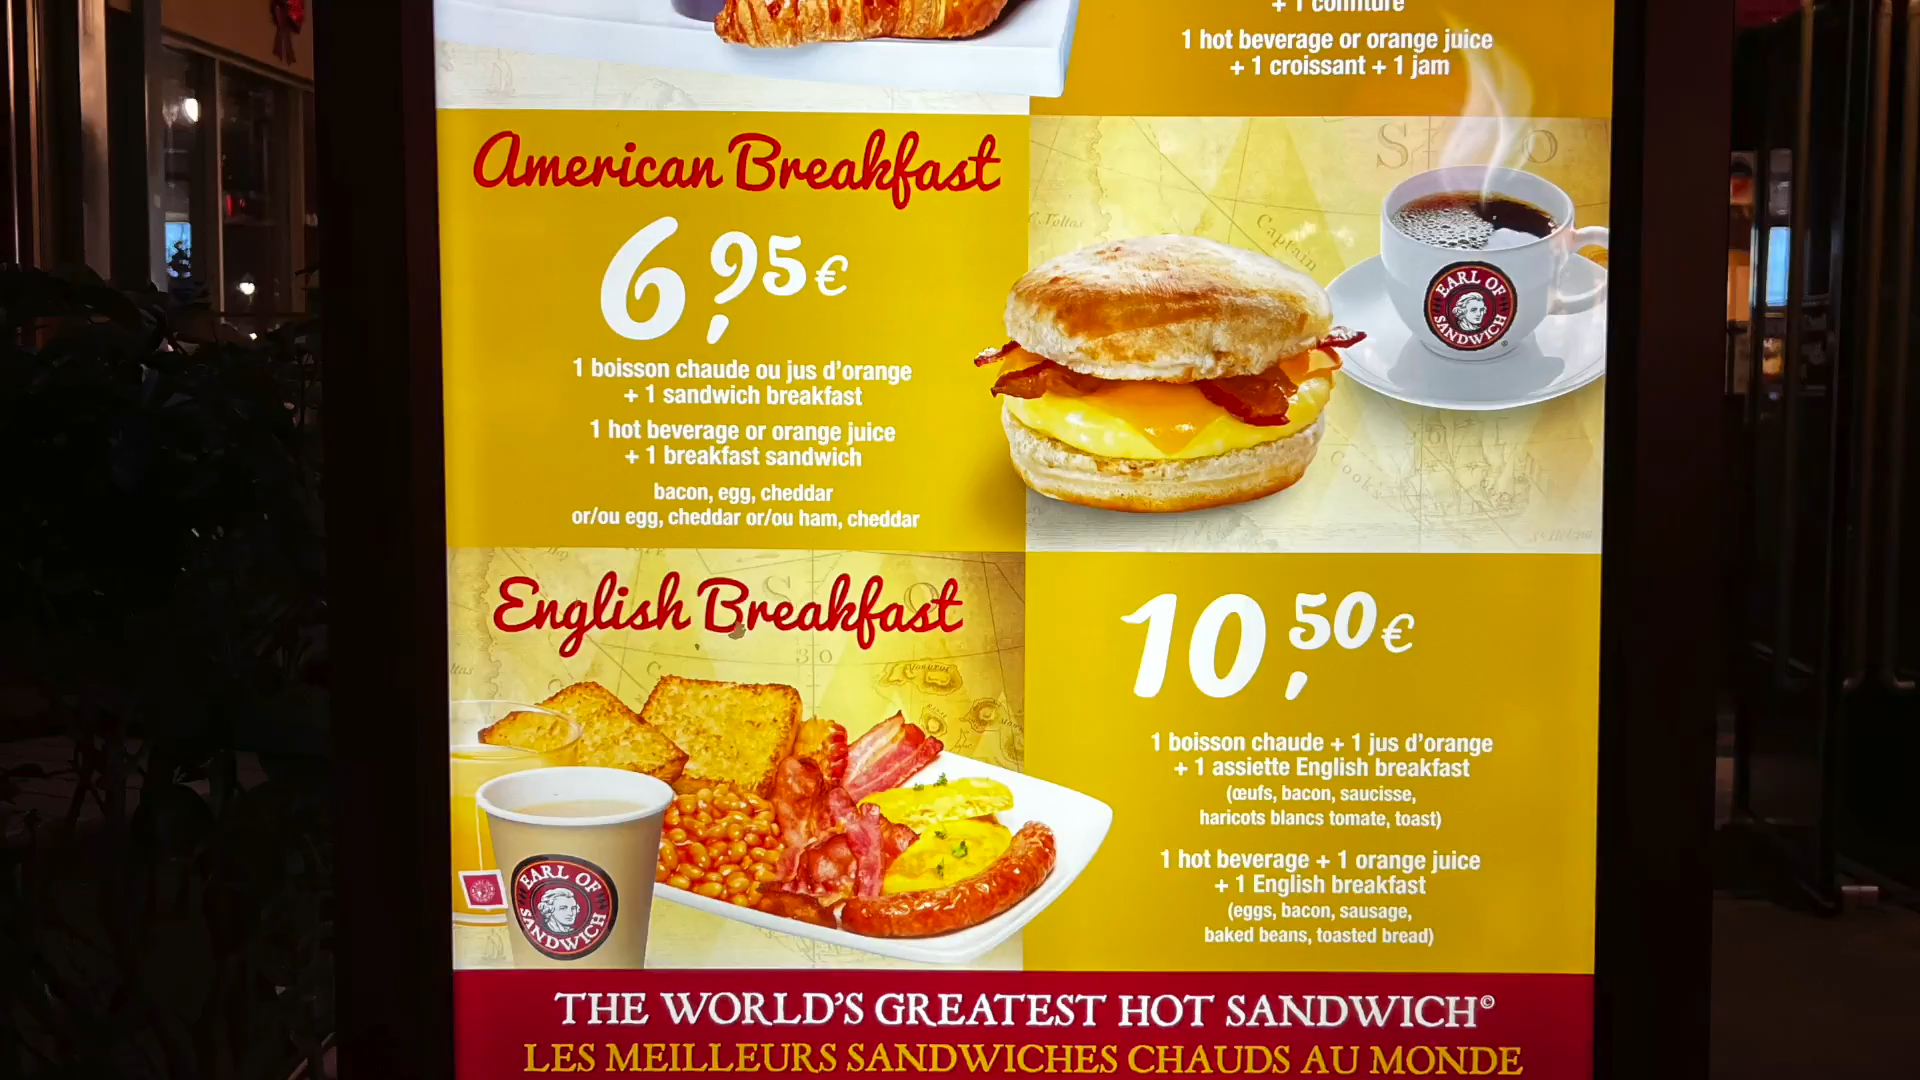 + 1 confiture
1 hot beverage or orange juice
+ 1 croissant + 1 jam
American Breakfast
6,95€
1 boisson chaude ou jus d'orange
+ 1 sandwich breakfast
1 hot beverage or orange juice
+ 1 breakfast sandwich
bacon, egg, cheddar
or/ou egg, cheddar or/ou ham, cheddar
Captain
Cook's
EARL OF
SANDWICH
English Breakfast
30
10,50€
1 boisson chaude + 1 jus d'orange
+ 1 assiette English breakfast
(œufs, bacon, saucisse,
haricots blancs tomate, toast)
1 hot beverage + 1 orange juice
+ 1 English breakfast
(eggs, bacon, sausage,
baked beans, toasted bread)
EARL OF
SANDWICH
THE WORLD'S GREATEST HOT SANDWICH©
LES MEILLEURS SANDWICHES CHAUDS AU MONDE